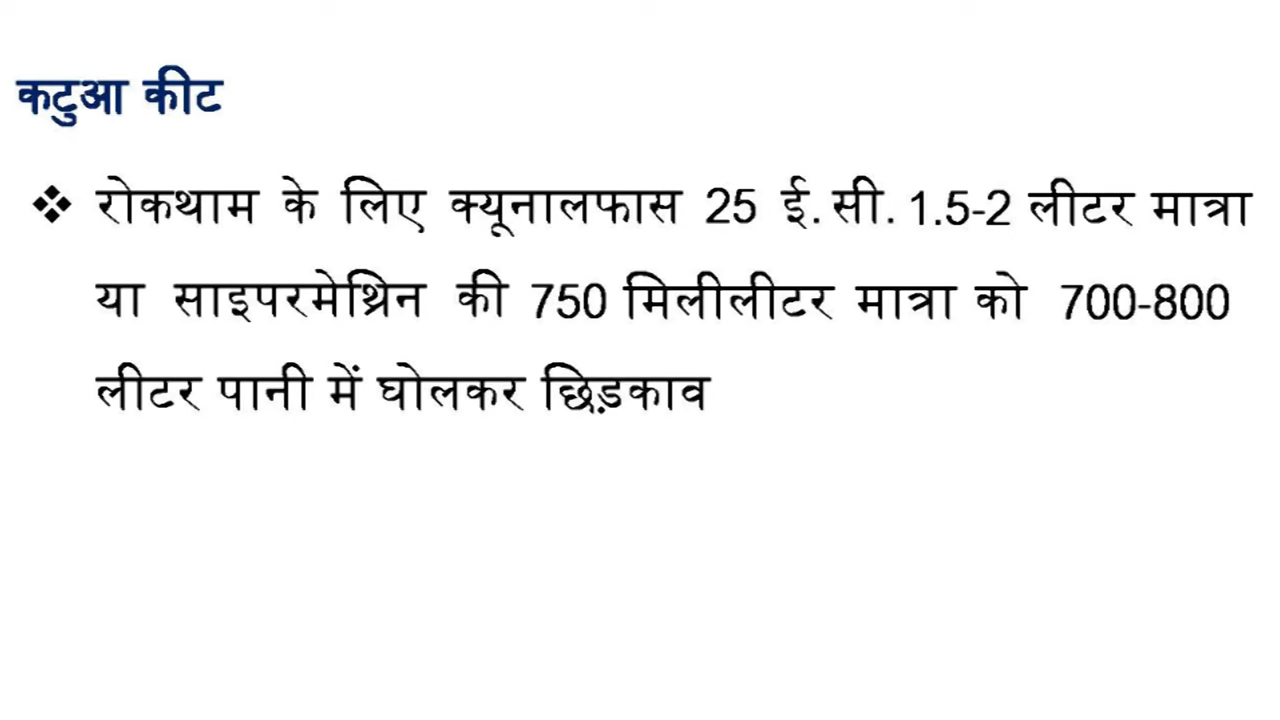 कटुआ कीट
❖ रोकथाम के लिए क्यूनालफास 25 ई.सी. 1.5-2 लीटर मात्रा
या साइपरमेथ्रिन की 750 मिलीलीटर मात्रा को 700-800
लीटर पानी में घोलकर छिड़काव